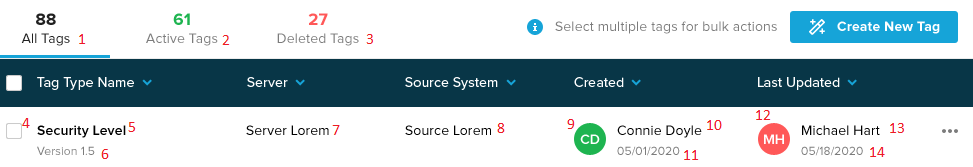 88 61 27
All Tags 1 Active Tags 2 Deleted Tags 3 Select multiple tags for bulk actions Create New Tag
Tag Type Name Server Source System Created Last Updated
4 Security Level 5 Server Lorem 7 Source Lorem 8 9 CD Connie Doyle 10 12 MH Michael Hart 13
Version 1.5 6 05/01/2020 11 05/18/2020 14